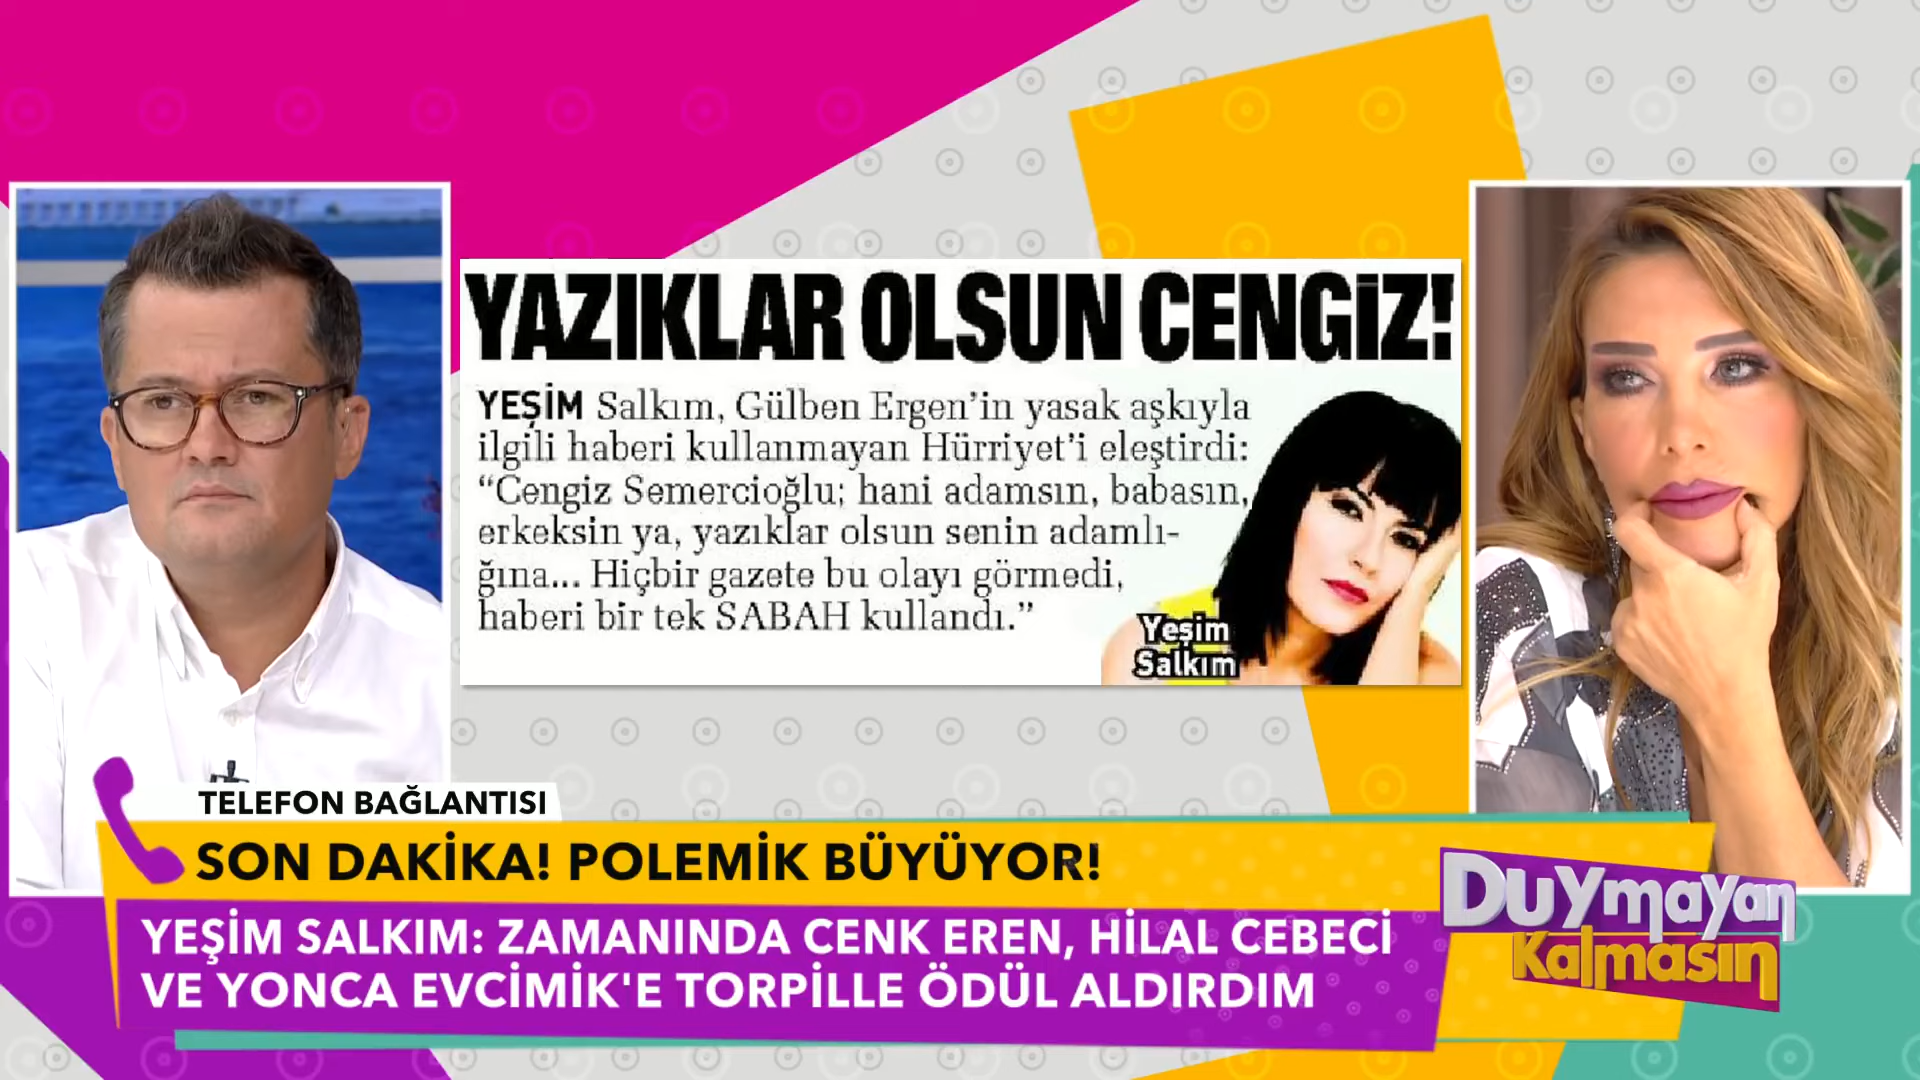 YAZIKLAR OLSUN CENGİZ!
YEŞİM Salkım, Gülben Ergen'in yasak aşkıyla
ilgili haberi kullanmayan Hürriyet'i eleştirdi:
“Cengiz Semercioğlu; hani adamsın, babasın,
erkeksin ya, yazıklar olsun senin adamlı-
ğına... Hiçbir gazete bu olayı görmedi,
haberi bir tek SABAH kullandı.”
Yeşim
Salkım
TELEFON BAĞLANTISI
SON DAKİKA! POLEMİK BÜYÜYOR!
YEŞİM SALKIM: ZAMANINDA CENK EREN, HİLAL CEBECİ
VE YONCA EVCİMİK'E TORPİLLE ÖDÜL ALDIRDIM
Duymayan
Kalmasın